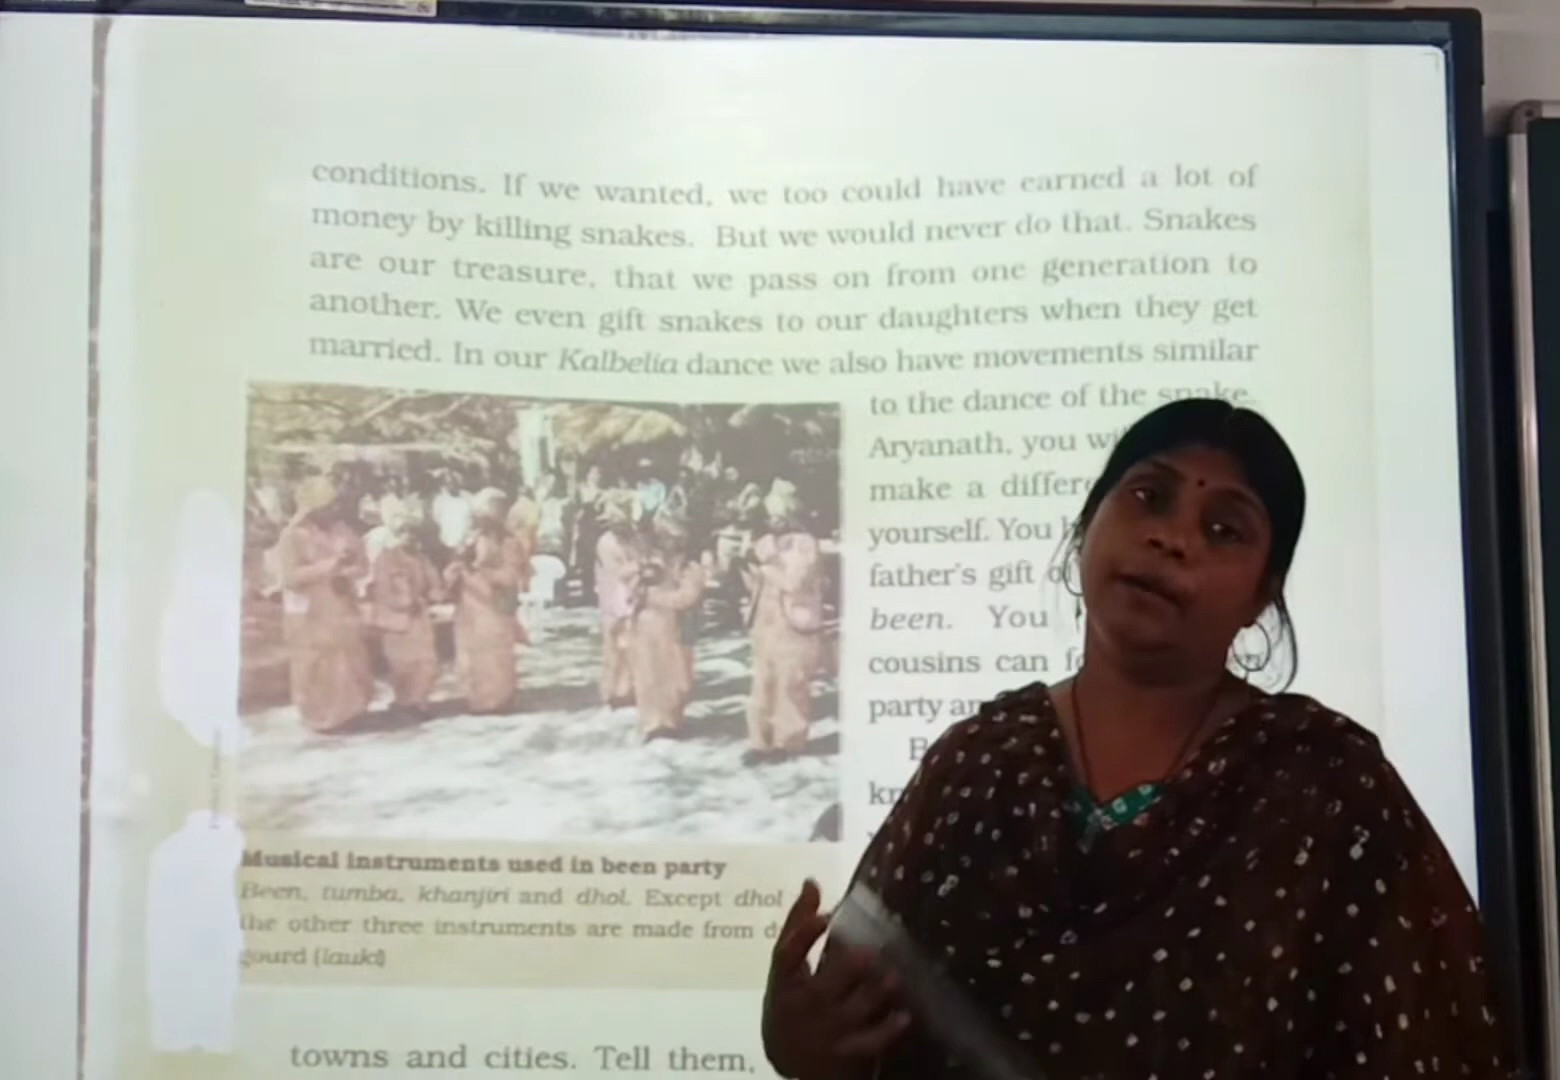 conditions. If we wanted, we too could have earned a lot of
money by killing snakes. But we would never do that. Snakes
are our treasure, that we pass on from one generation to
another. We even gift snakes to our daughters when they get
married. In our Kalbelia dance we also have movements similar
to the dance of the snake.
Aryanath, you
make a
yourself. You
father's gift
been. You
cousins can
party
Musical instruments used in been party
Been, tumba, khanjiri and dhol. Except dhol
the other three instruments are made from
gourd (lauki)
towns and cities. Tell them,